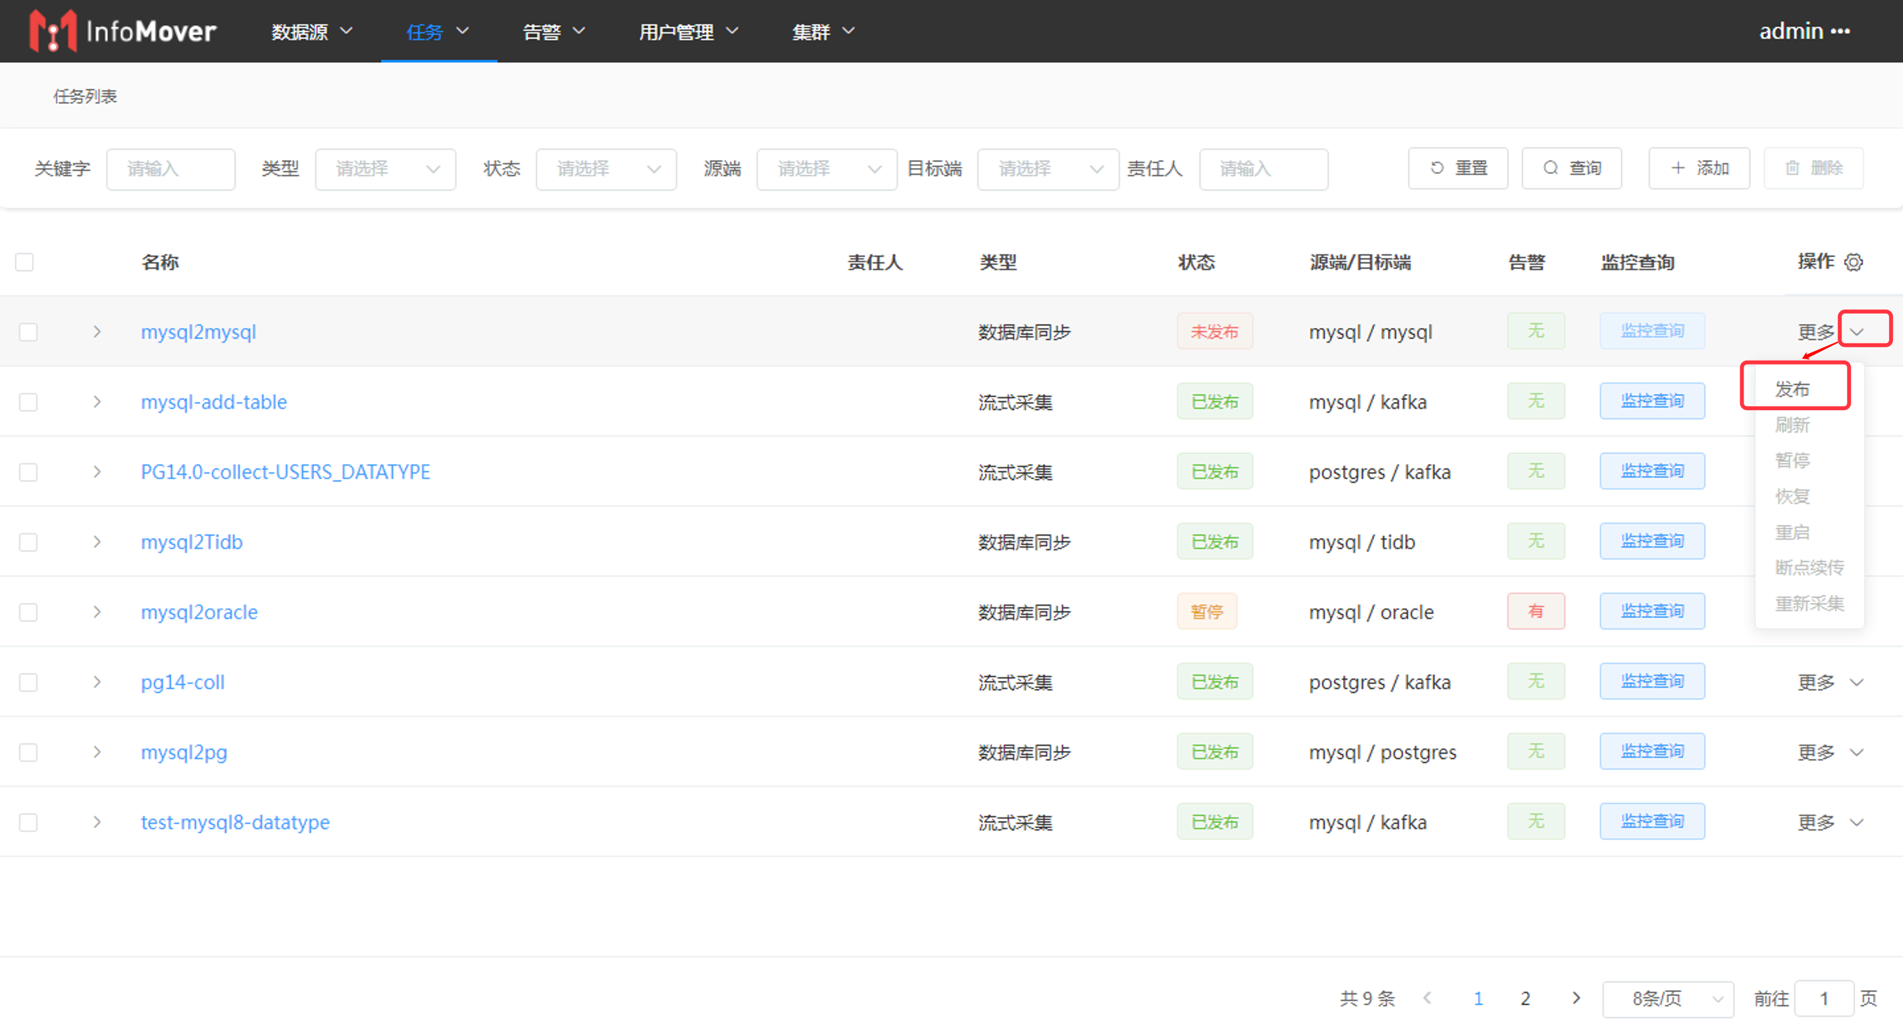 InfoMover 数据源 任务 告警 用户管理 集群 admin ···
任务列表
关键字 请输入 类型 请选择 状态 请选择 源端 请选择 目标端 请选择 责任人 请输入 重置 查询 + 添加 删除
名称 责任人 类型 状态 源端/目标端 告警 监控查询 操作
mysql2mysql 数据库同步 未发布 mysql / mysql 无 监控查询 更多
发布
mysql-add-table 流式采集 已发布 mysql / kafka 无 监控查询
刷新
暂停
PG14.0-collect-USERS_DATATYPE 流式采集 已发布 postgres / kafka 无 监控查询
恢复
重启
mysql2Tidb 数据库同步 已发布 mysql / tidb 无 监控查询
断点续传
重新采集
mysql2oracle 数据库同步 暂停 mysql / oracle 有 监控查询
pg14-coll 流式采集 已发布 postgres / kafka 无 监控查询 更多
mysql2pg 数据库同步 已发布 mysql / postgres 无 监控查询 更多
test-mysql8-datatype 流式采集 已发布 mysql / kafka 无 监控查询 更多
共 9 条 < 1 2 > 8条/页 前往 1 页